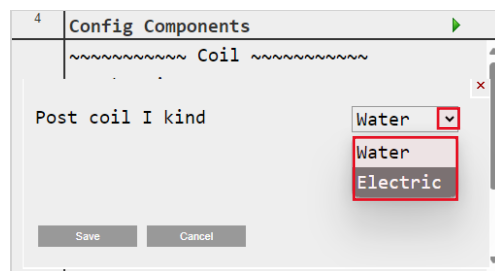 4 Config Components
~~~~~~~~~~~ Coil ~~~~~~~~~~~
Post coil I kind Water
Water
Electric
Save Cancel